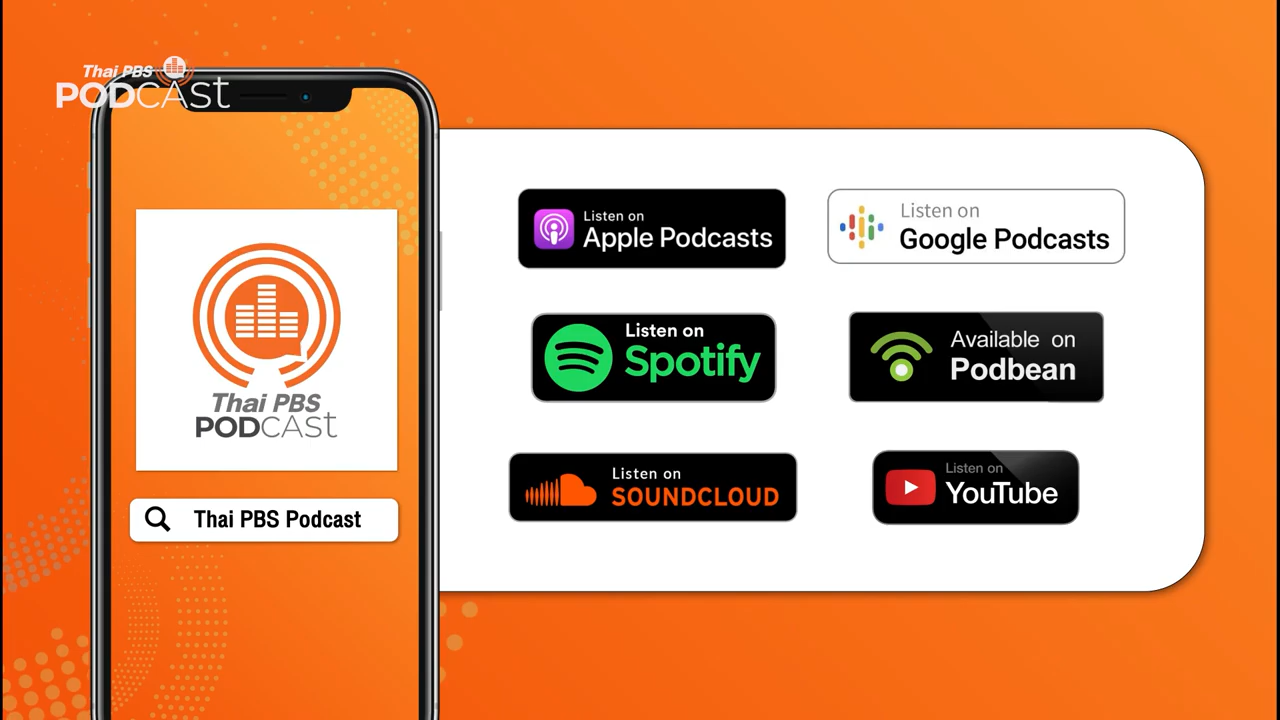 Thai PBS
PODCAST
Thai PBS
PODCAST
Thai PBS Podcast
Listen on
Apple Podcasts
Listen on
Google Podcasts
Listen on
Spotify
Available on
Podbean
Listen on
SOUNDCLOUD
Listen on
YouTube